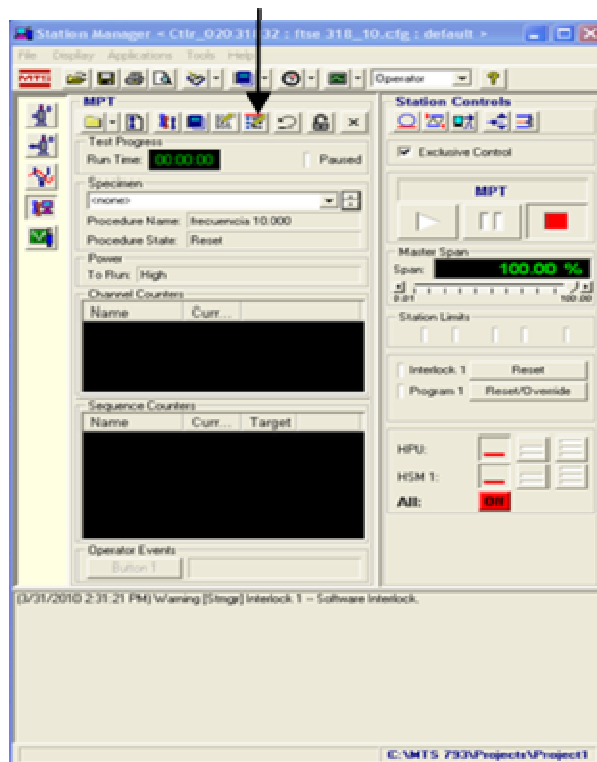 Station Manager < Ctlr_020 31 32 : ftse 318_10.cfg : default >
File Display Applications Tools Help
MTS
Operator
MPT
Test Progress
Run Time: 00:00:00 Paused
Specimen
<none>
Procedure Name: frecuencia 10.000
Procedure State: Reset
Power
To Run: High
Channel Counters
Name Curr...
Sequence Counters
Name Curr... Target
Operator Events
Button 1
Station Controls
Exclusive Control
MPT
Master Span
Span: 100.00 %
0.01 100.00
Station Limits
Interlock 1 Reset
Program 1 Reset/Override
HPU:
HSM 1:
All: Off
(3/31/2010 2:31:21 PM) Warning [Stmgr] Interlock 1 -- Software Interlock.
C:\MTS 793\Projects\Project1